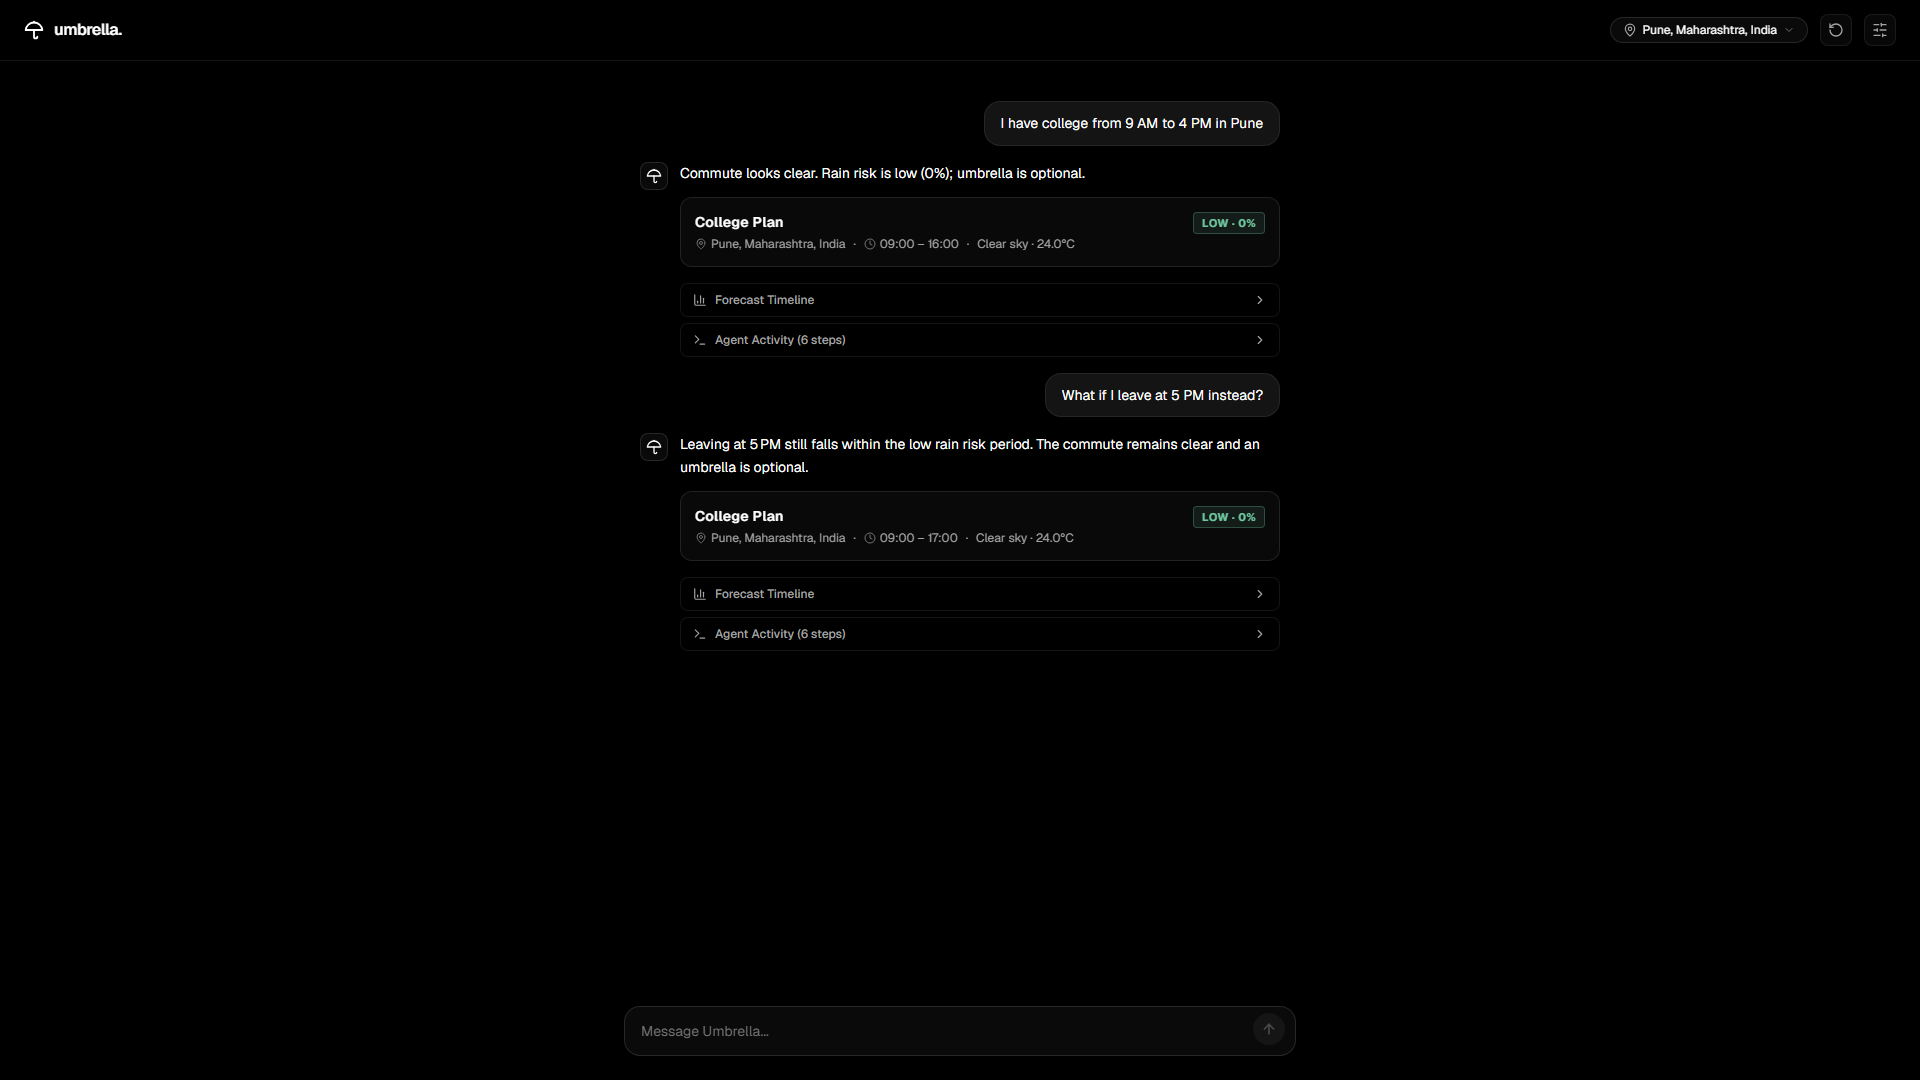 umbrella.
Pune, Maharashtra, India
I have college from 9 AM to 4 PM in Pune
Commute looks clear. Rain risk is low (0%); umbrella is optional.
College Plan
LOW · 0%
Pune, Maharashtra, India · 09:00 – 16:00 · Clear sky · 24.0°C
Forecast Timeline
Agent Activity (6 steps)
What if I leave at 5 PM instead?
Leaving at 5 PM still falls within the low rain risk period. The commute remains clear and an
umbrella is optional.
College Plan
LOW · 0%
Pune, Maharashtra, India · 09:00 – 17:00 · Clear sky · 24.0°C
Forecast Timeline
Agent Activity (6 steps)
Message Umbrella...